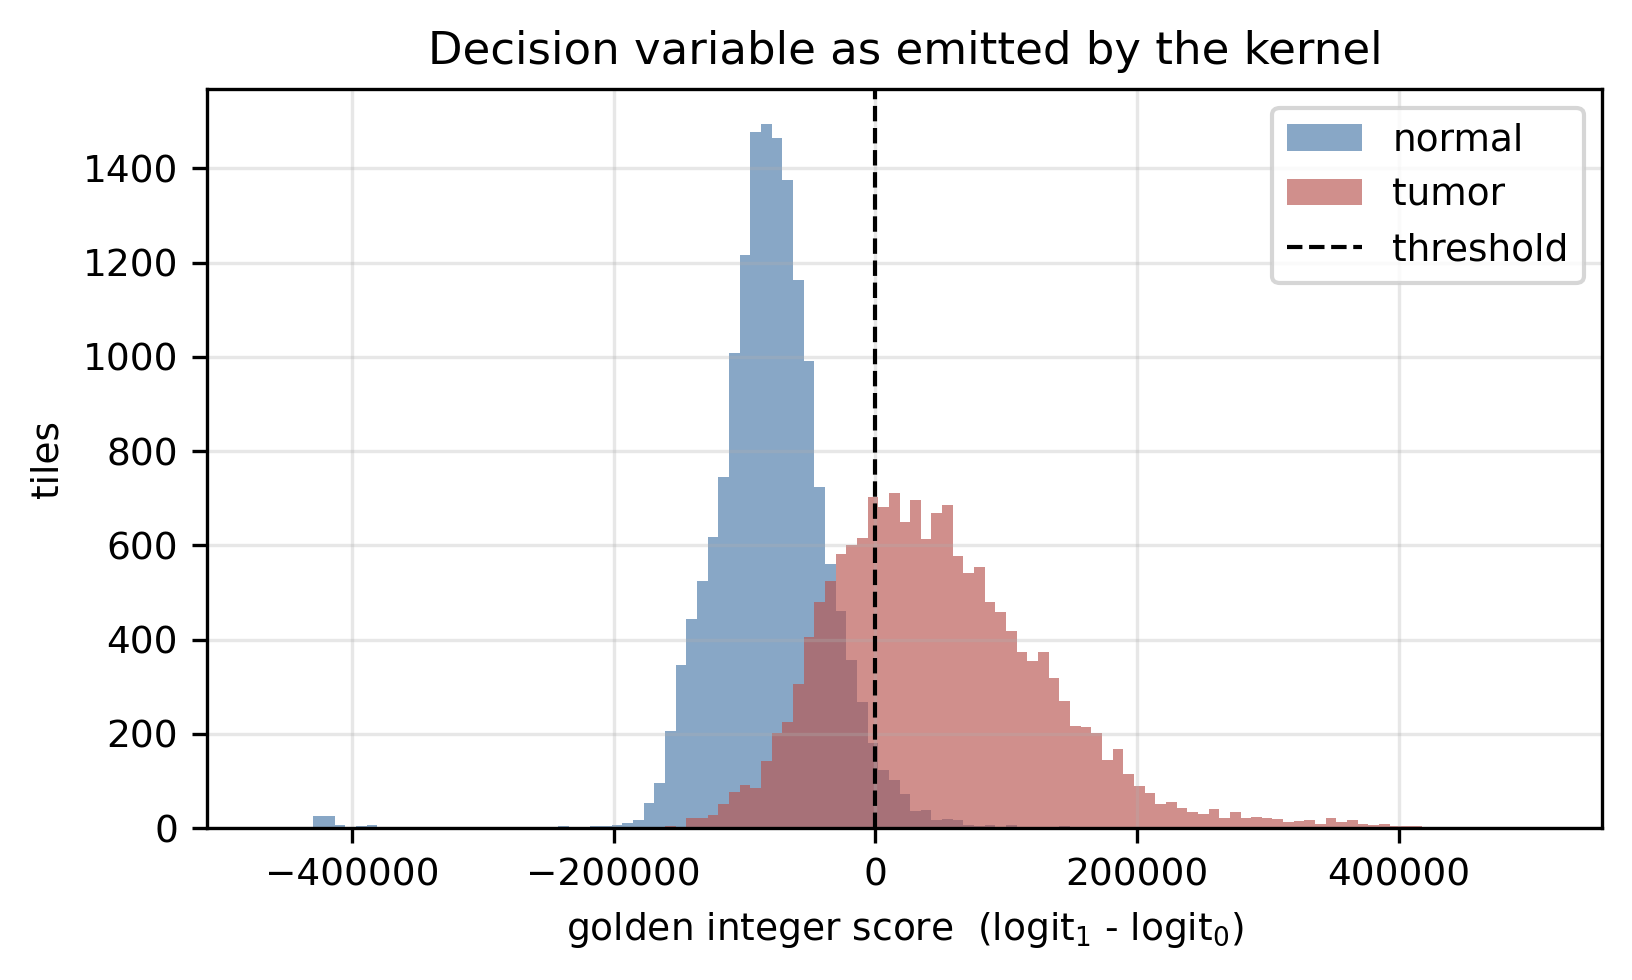 Decision variable as emitted by the kernel
normal
tumor
threshold
1400
1200
1000
800
600
400
200
0
tiles
−400000
−200000
0
200000
400000
golden integer score (logit₁ - logit₀)